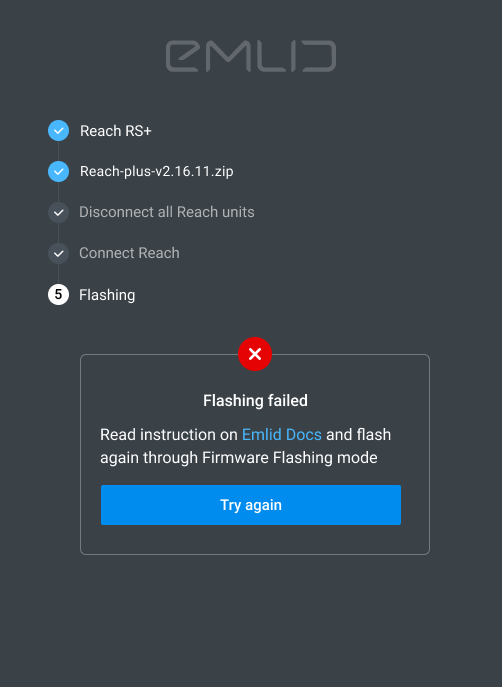 EMLID
Reach RS+
Reach-plus-v2.16.11.zip
Disconnect all Reach units
Connect Reach
5 Flashing
Flashing failed
Read instruction on Emlid Docs and flash
again through Firmware Flashing mode
Try again